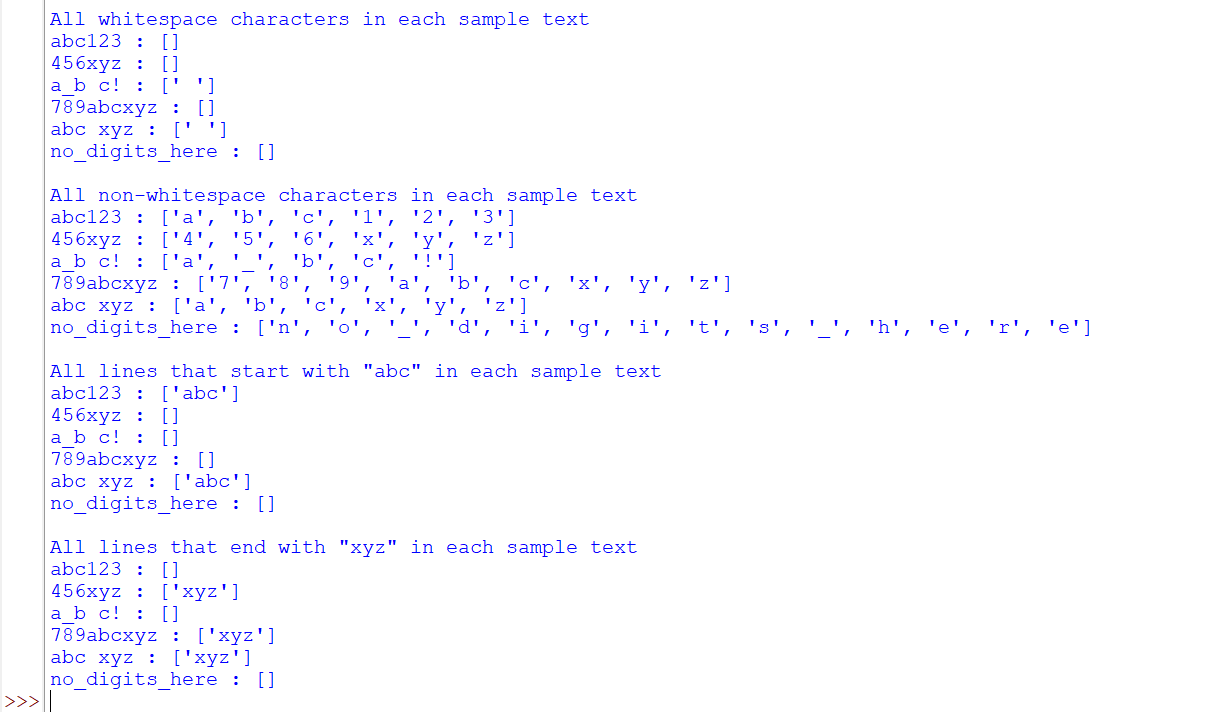 All whitespace characters in each sample text
abc123 : []
456xyz : []
a_b c! : [' ']
789abcxyz : []
abc xyz : [' ']
no_digits_here : []

All non-whitespace characters in each sample text
abc123 : ['a', 'b', 'c', '1', '2', '3']
456xyz : ['4', '5', '6', 'x', 'y', 'z']
a_b c! : ['a', '_', 'b', 'c', '!']
789abcxyz : ['7', '8', '9', 'a', 'b', 'c', 'x', 'y', 'z']
abc xyz : ['a', 'b', 'c', 'x', 'y', 'z']
no_digits_here : ['n', 'o', '_', 'd', 'i', 'g', 'i', 't', 's', '_', 'h', 'e', 'r', 'e']

All lines that start with "abc" in each sample text
abc123 : ['abc']
456xyz : []
a_b c! : []
789abcxyz : []
abc xyz : ['abc']
no_digits_here : []

All lines that end with "xyz" in each sample text
abc123 : []
456xyz : ['xyz']
a_b c! : []
789abcxyz : ['xyz']
abc xyz : ['xyz']
no_digits_here : []
>>>